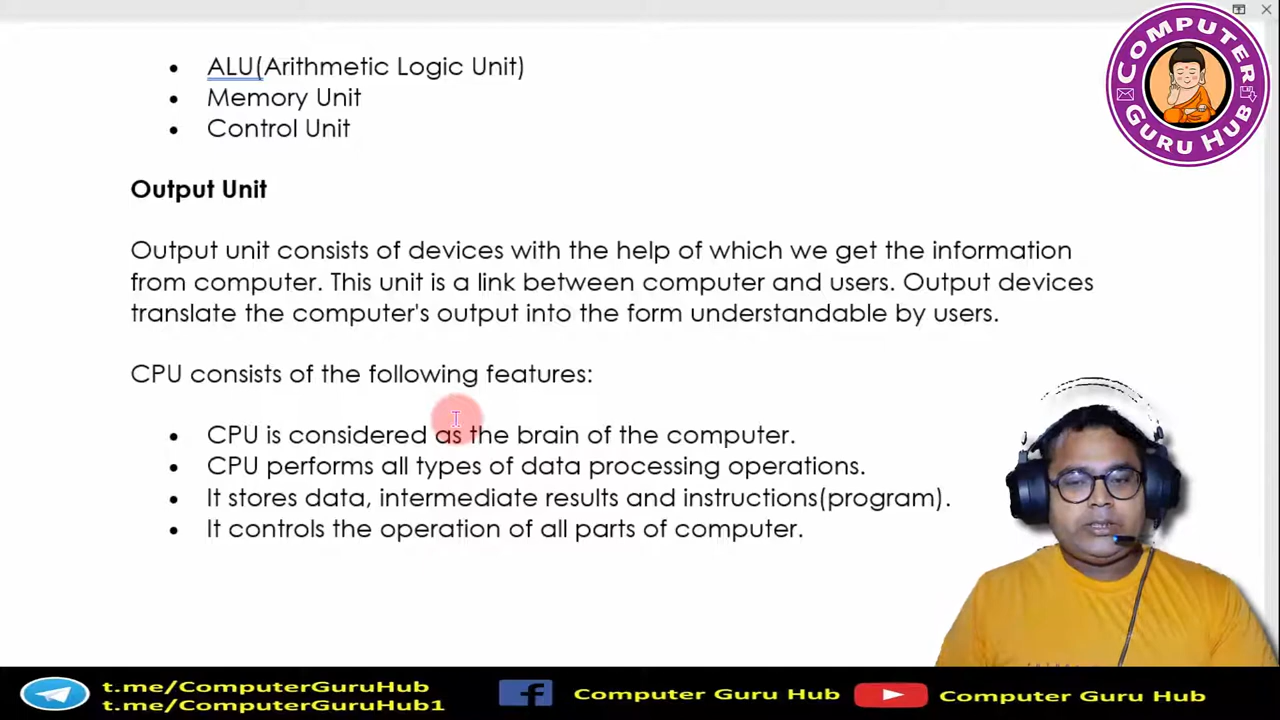 ALU(Arithmetic Logic Unit)
Memory Unit
Control Unit
Output Unit
Output unit consists of devices with the help of which we get the information
from computer. This unit is a link between computer and users. Output devices
translate the computer's output into the form understandable by users.
CPU consists of the following features:
CPU is considered as the brain of the computer.
CPU performs all types of data processing operations.
It stores data, intermediate results and instructions(program).
It controls the operation of all parts of computer.
COMPUTER
GURU HUB
t.me/ComputerGuruHub
t.me/ComputerGuruHub1
Computer Guru Hub
Computer Guru Hub